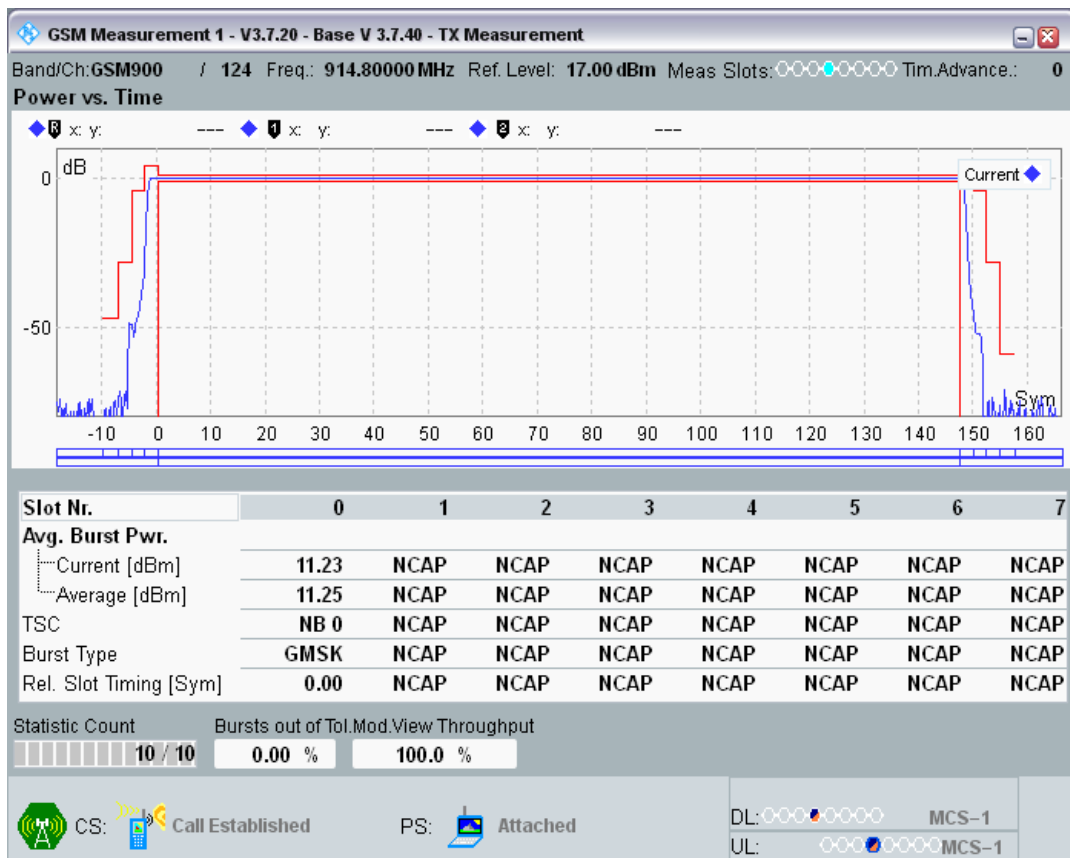 GSM Measurement 1 - V3.7.20 - Base V 3.7.40 - TX Measurement
Band/Ch:GSM900 / 124 Freq.: 914.80000 MHz Ref. Level: 17.00 dBm Meas Slots: Tim.Advance.: 0
Power vs. Time
R x: y: --- 1 x: y: --- 2 x: y: ---
dB
Current
0
-50
Sym
-10 0 10 20 30 40 50 60 70 80 90 100 110 120 130 140 150 160
Slot Nr. 0 1 2 3 4 5 6 7
Avg. Burst Pwr.
Current [dBm] 11.23 NCAP NCAP NCAP NCAP NCAP NCAP NCAP
Average [dBm] 11.25 NCAP NCAP NCAP NCAP NCAP NCAP NCAP
TSC NB 0 NCAP NCAP NCAP NCAP NCAP NCAP NCAP
Burst Type GMSK NCAP NCAP NCAP NCAP NCAP NCAP NCAP
Rel. Slot Timing [Sym] 0.00 NCAP NCAP NCAP NCAP NCAP NCAP NCAP
Statistic Count Bursts out of Tol.Mod.View Throughput
10 / 10 0.00 % 100.0 %
CS: Call Established PS: Attached
DL: MCS-1
UL: MCS-1